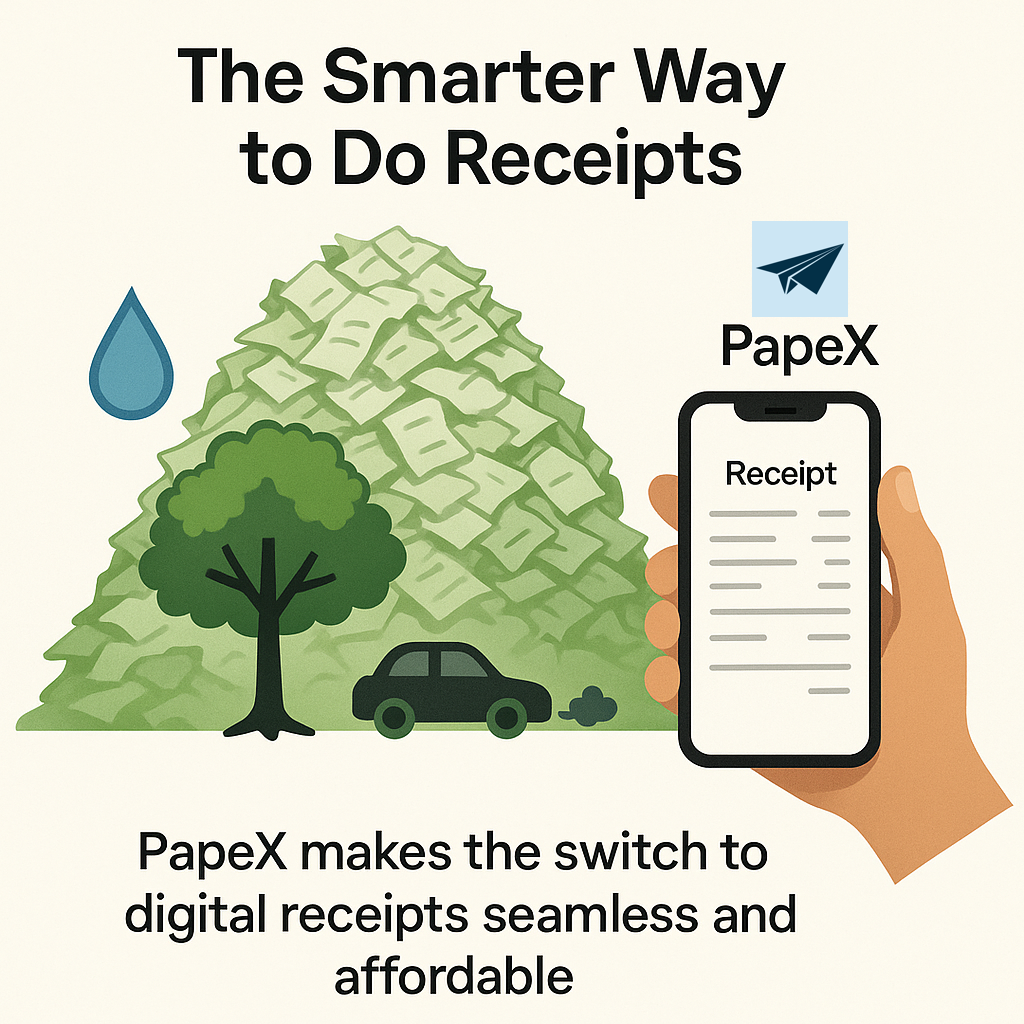 The Smarter Way
to Do Receipts
PapeX
Receipt
PapeX makes the switch to
digital receipts seamless and
affordable